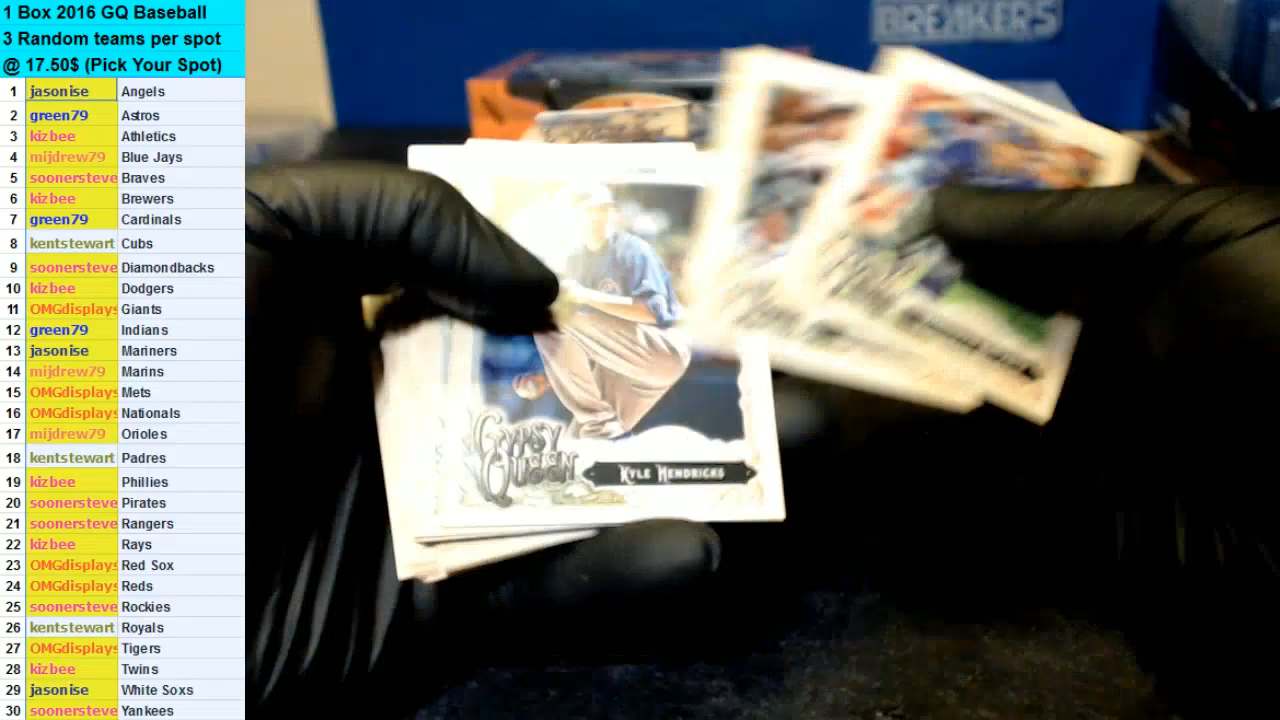 1 Box 2016 GQ Baseball
3 Random teams per spot
@ 17.50$ (Pick Your Spot)
1 jasonise Angels
2 green79 Astros
3 kizbee Athletics
4 mijdrew79 Blue Jays
5 soonersteve Braves
6 kizbee Brewers
7 green79 Cardinals
8 kentstewart Cubs
9 soonersteve Diamondbacks
10 kizbee Dodgers
11 OMGdisplays Giants
12 green79 Indians
13 jasonise Mariners
14 mijdrew79 Marins
15 OMGdisplays Mets
16 OMGdisplays Nationals
17 mijdrew79 Orioles
18 kentstewart Padres
19 kizbee Phillies
20 soonersteve Pirates
21 soonersteve Rangers
22 kizbee Rays
23 OMGdisplays Red Sox
24 OMGdisplays Reds
25 soonersteve Rockies
26 kentstewart Royals
27 OMGdisplays Tigers
28 kizbee Twins
29 jasonise White Soxs
30 soonersteve Yankees
BREAKERS
GYPSY
QUEEN
KYLE HENDRICKS